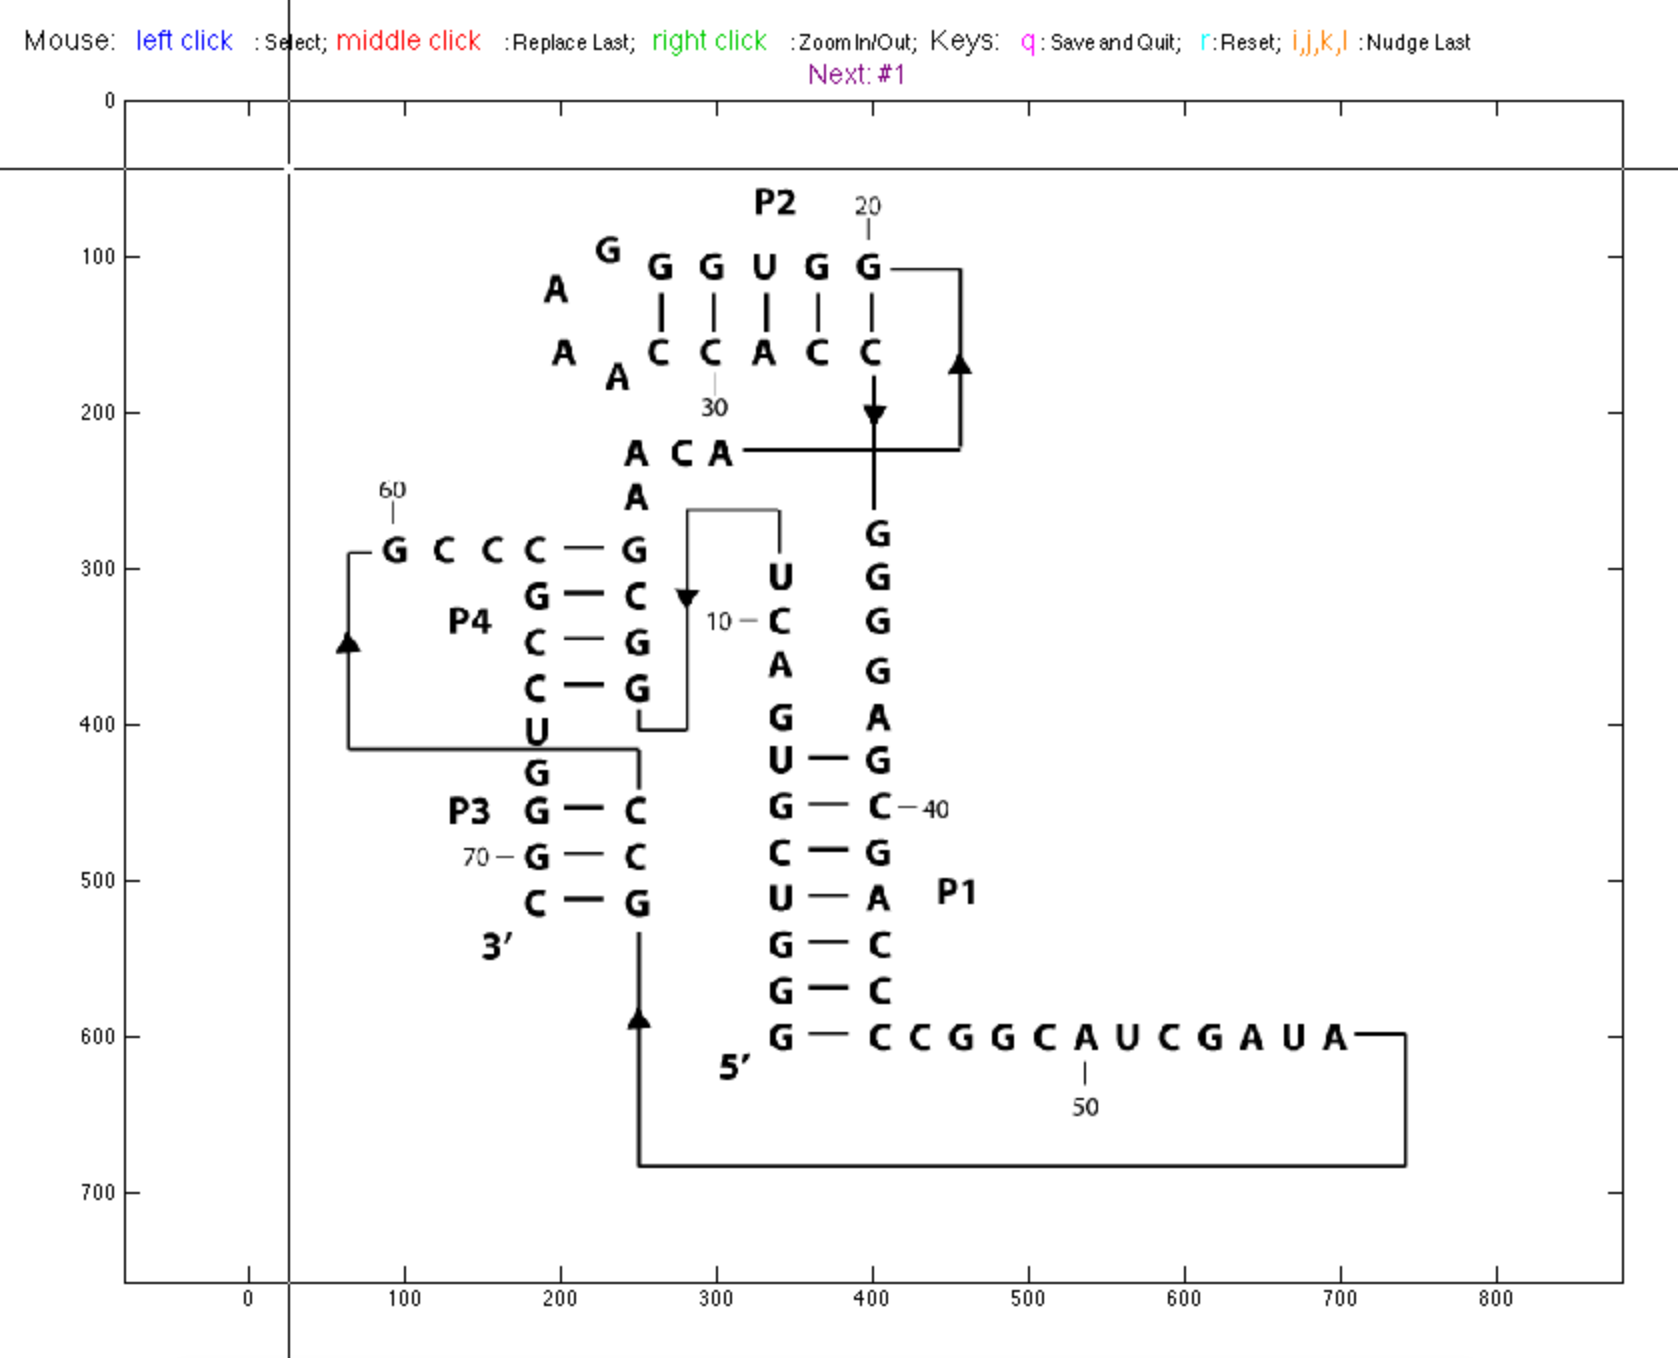 Mouse: left click : Select; middle click : Replace Last; right click : Zoom In/Out; Keys: q : Save and Quit; r : Reset; i,j,k,l : Nudge Last
Next: #1
0
P2 20
100 G G G U G G
A
A A C C A C C
30
200
A C A
60 A
G
300 G C C C G U G
P4 G C 10 C G
C G A G
C G G A
400
U U G
G
P3 G C G C 40
70 G C C G
500 C G U A P1
3′ G C
G C
600 5′ G C C G G C A U C G A U A
50
700
0 100 200 300 400 500 600 700 800